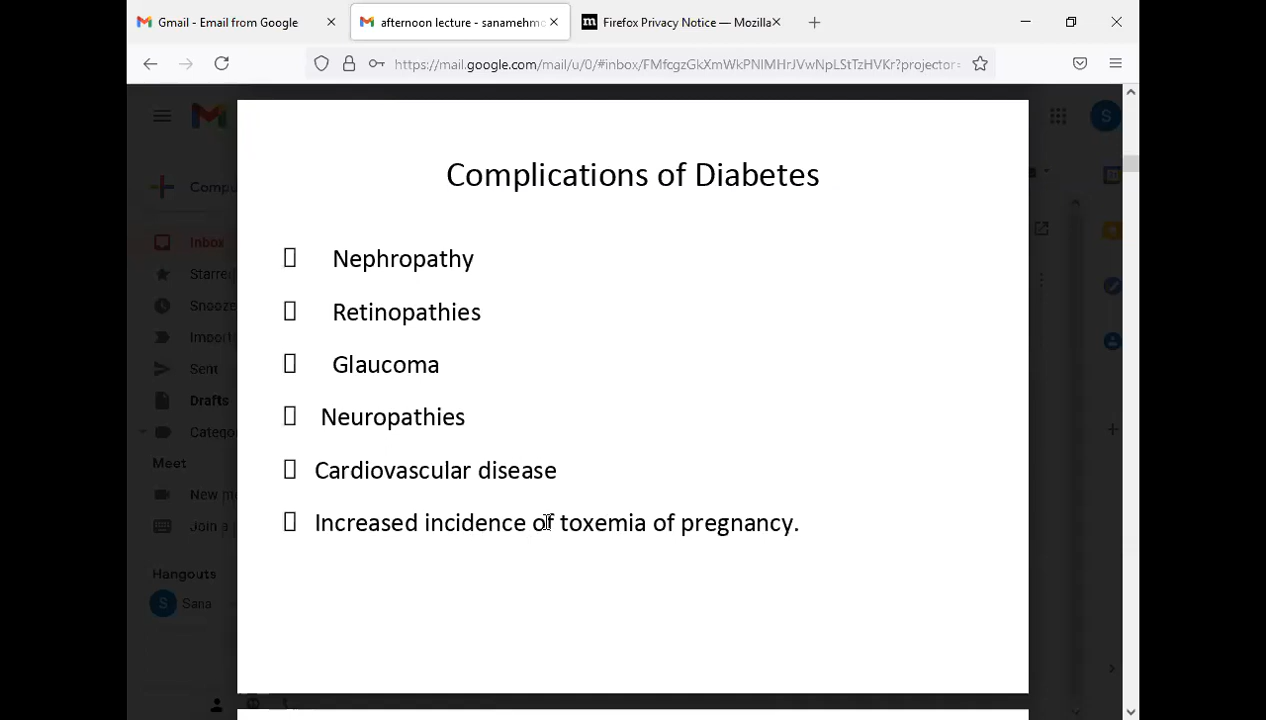 Gmail - Email from Google
afternoon lecture - sanamehmo
Firefox Privacy Notice — Mozilla
https://mail.google.com/mail/u/0/#inbox/FMfcgzGkXmWkPNlMHrJVwNpLStTzHVKr?projector=
Complications of Diabetes
Nephropathy
Retinopathies
Glaucoma
Neuropathies
Cardiovascular disease
Increased incidence of toxemia of pregnancy.
Compo
Inbox
Starre
Snooze
Import
Sent
Drafts
Catego
Meet
New m
Join a
Hangouts
S Sana
S